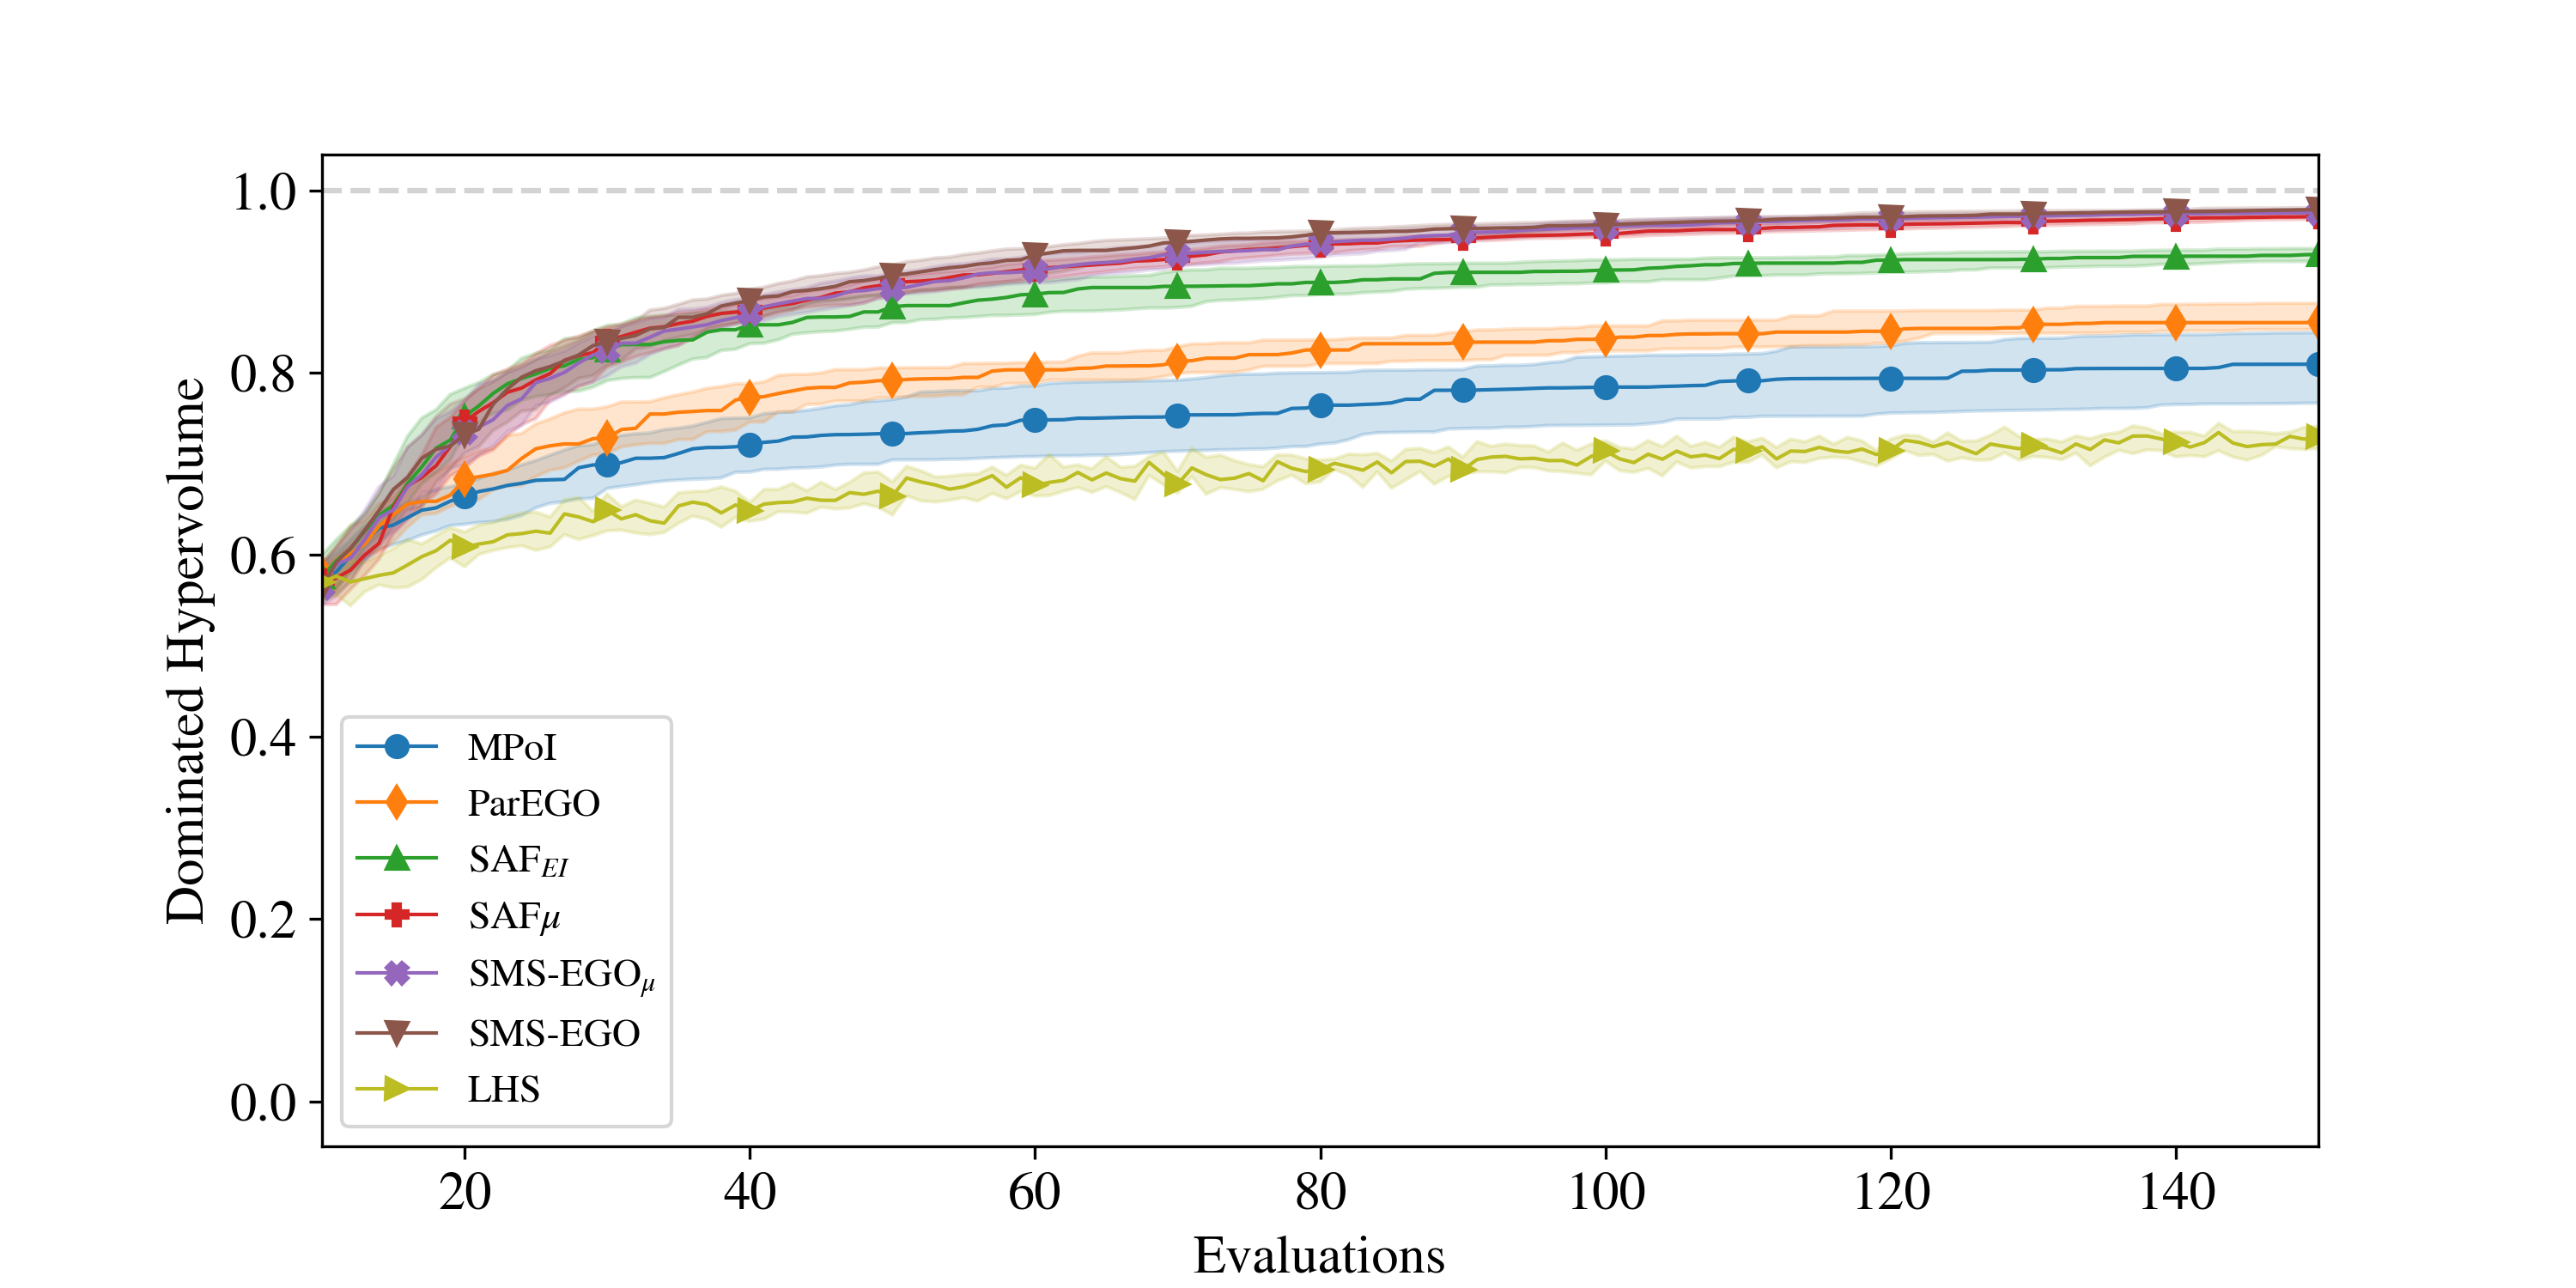 1.0
0.8
0.6
0.4
0.2
0.0
Dominated Hypervolume
MPoI
ParEGO
SAF_EI
SAFμ
SMS-EGO_μ
SMS-EGO
LHS
20 40 60 80 100 120 140
Evaluations